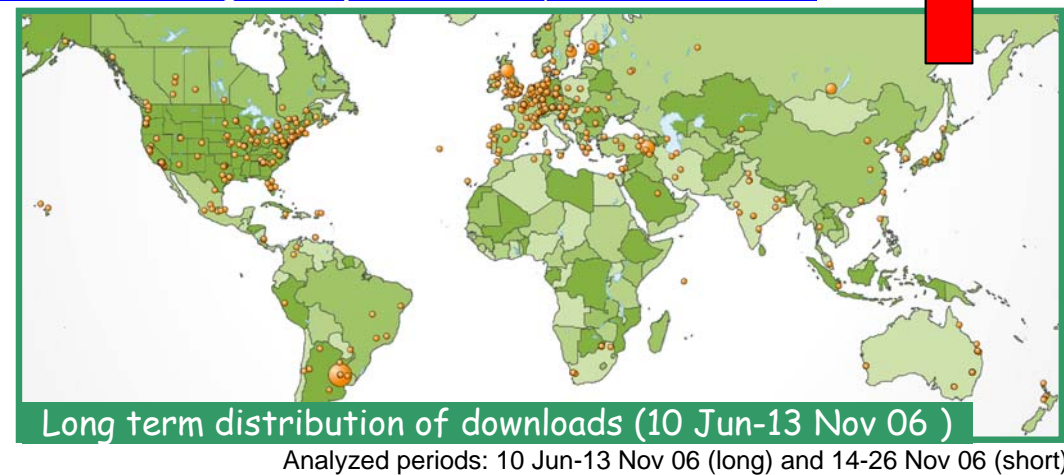 Long term distribution of downloads (10 Jun-13 Nov 06 )
Analyzed periods: 10 Jun-13 Nov 06 (long) and 14-26 Nov 06 (short